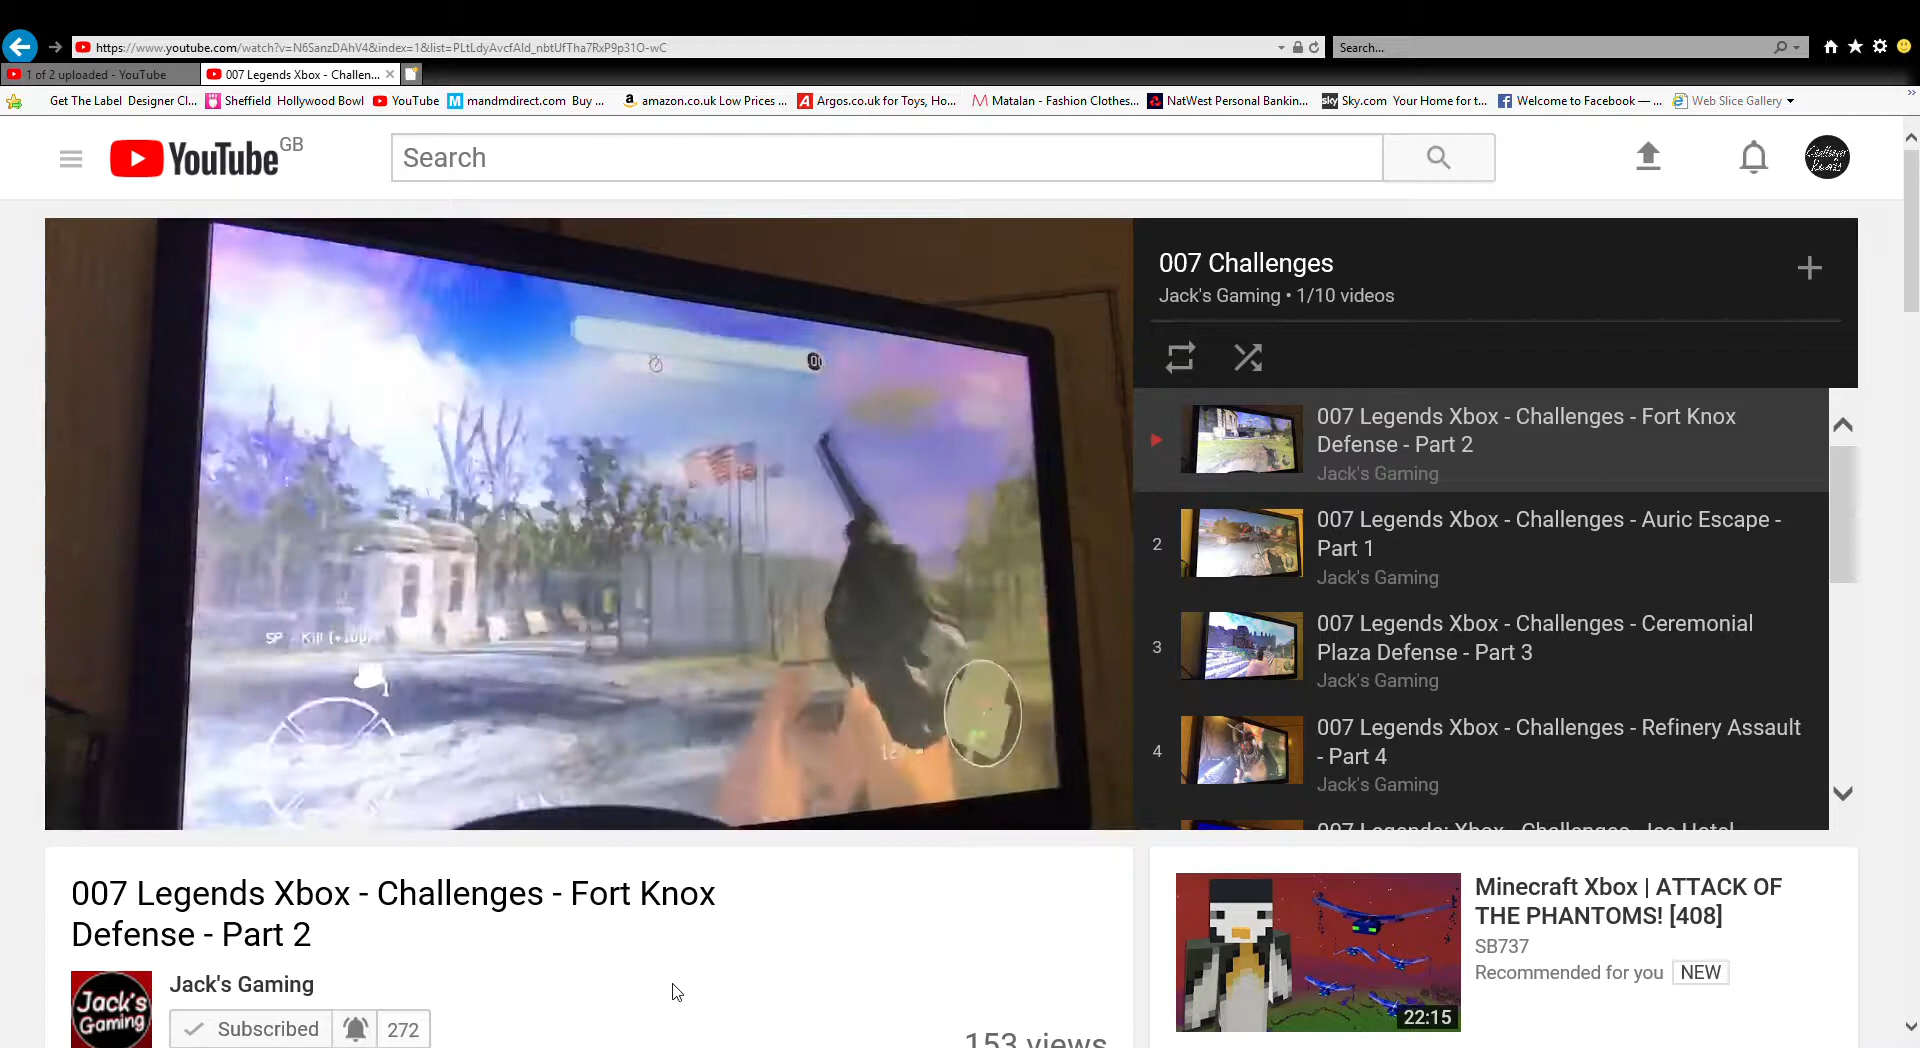 https://www.youtube.com/watch?v=N6SanzDAhV4&index=1&list=PLtLdyAvcfAld_nbtUfTha7RxP9p31O-wC
Search...
1 of 2 uploaded - YouTube
007 Legends Xbox - Challen...
Get The Label Designer Cl...
Sheffield Hollywood Bowl
YouTube
M mandmdirect.com Buy ...
a amazon.co.uk Low Prices ...
A Argos.co.uk for Toys, Ho...
M Matalan - Fashion Clothes...
NatWest Personal Bankin...
sky Sky.com Your Home for t...
f Welcome to Facebook — ...
Web Slice Gallery
YouTube GB
Search
007 Challenges
Jack's Gaming • 1/10 videos
007 Legends Xbox - Challenges - Fort Knox
Defense - Part 2
Jack's Gaming
2
007 Legends Xbox - Challenges - Auric Escape -
Part 1
Jack's Gaming
3
007 Legends Xbox - Challenges - Ceremonial
Plaza Defense - Part 3
Jack's Gaming
4
007 Legends Xbox - Challenges - Refinery Assault
- Part 4
Jack's Gaming
007 Legends: Xbox - Challenges - Ice Hotel
SP - Kill [+100]
007 Legends Xbox - Challenges - Fort Knox
Defense - Part 2
Jack's
Gaming
Jack's Gaming
Subscribed
272
153 views
Minecraft Xbox | ATTACK OF
THE PHANTOMS! [408]
SB737
Recommended for you NEW
22:15